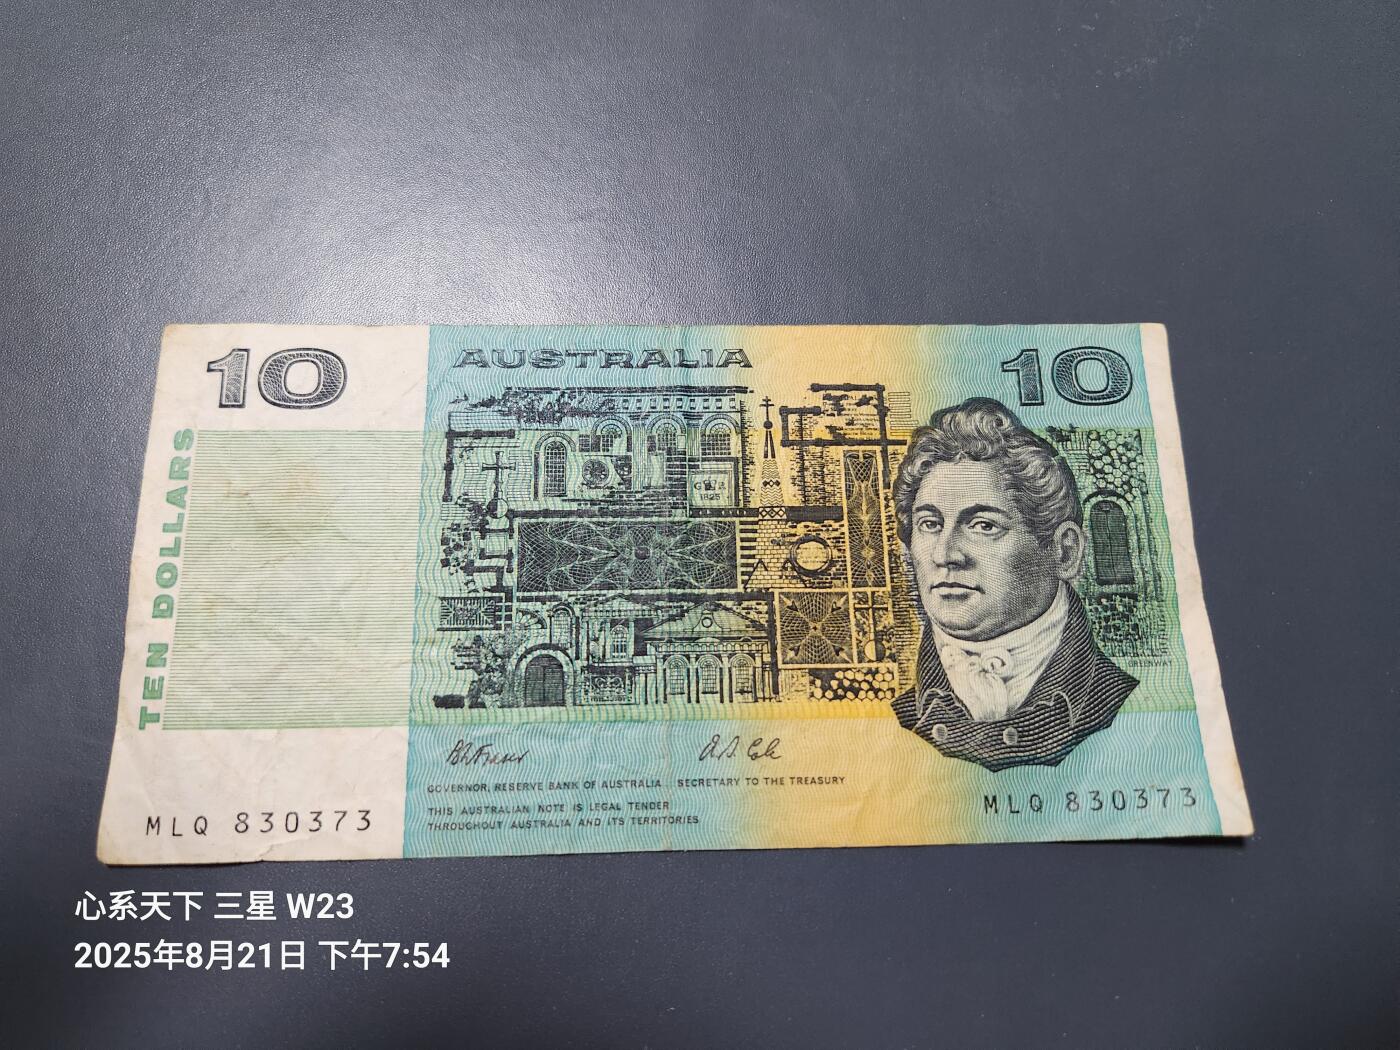 10
AUSTRALIA
10
TEN DOLLARS
1825
GREENWAY
GOVERNOR, RESERVE BANK OF AUSTRALIA
SECRETARY TO THE TREASURY
THIS AUSTRALIAN NOTE IS LEGAL TENDER
THROUGHOUT AUSTRALIA AND ITS TERRITORIES
MLQ 830373
MLQ 830373
心系天下 三星 W23
2025年8月21日 下午7:54